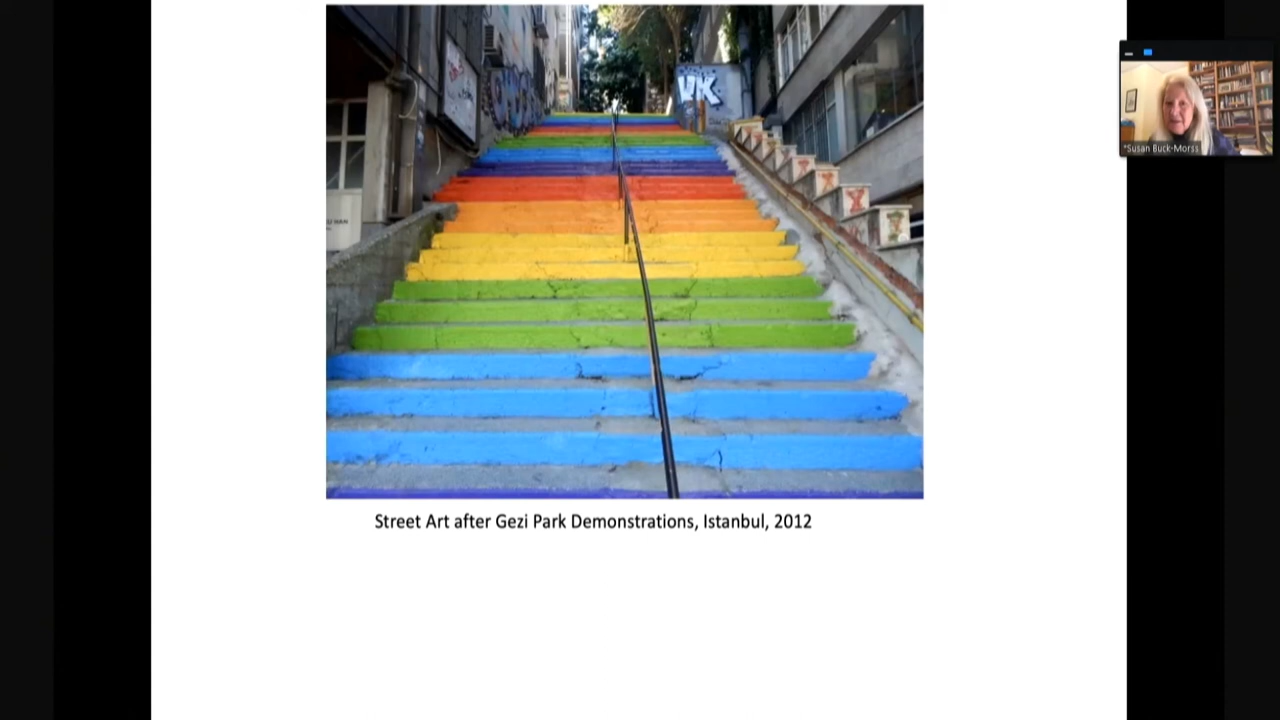 VK
*Susan Buck-Morss
Street Art after Gezi Park Demonstrations, Istanbul, 2012